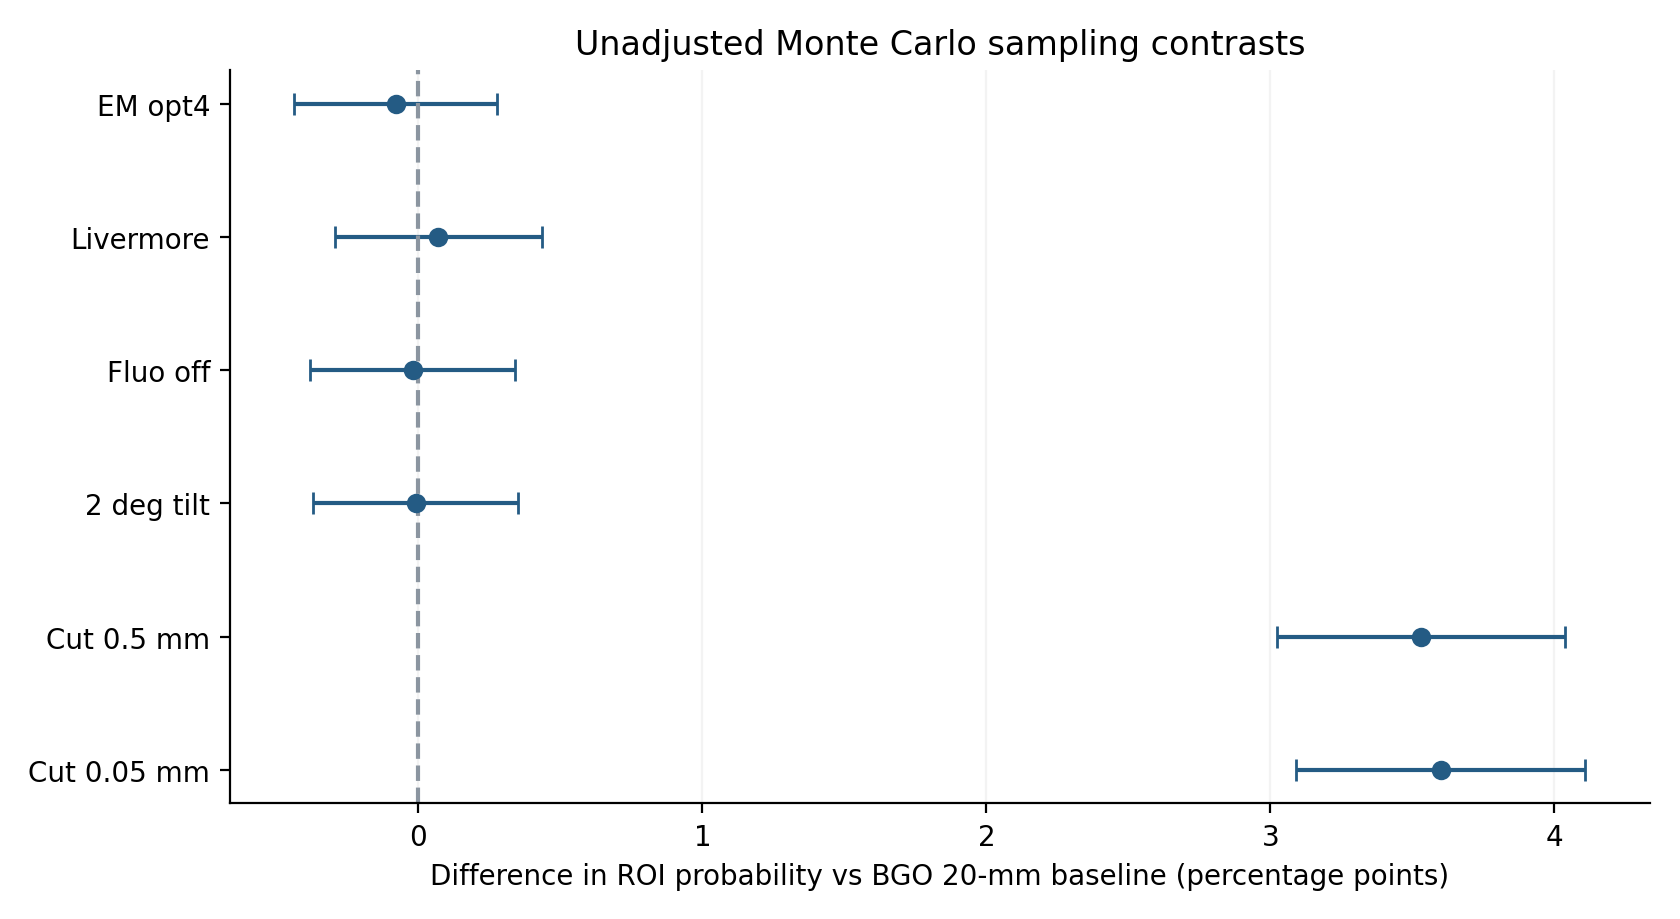 Unadjusted Monte Carlo sampling contrasts
EM opt4
Livermore
Fluo off
2 deg tilt
Cut 0.5 mm
Cut 0.05 mm
0 1 2 3 4
Difference in ROI probability vs BGO 20-mm baseline (percentage points)